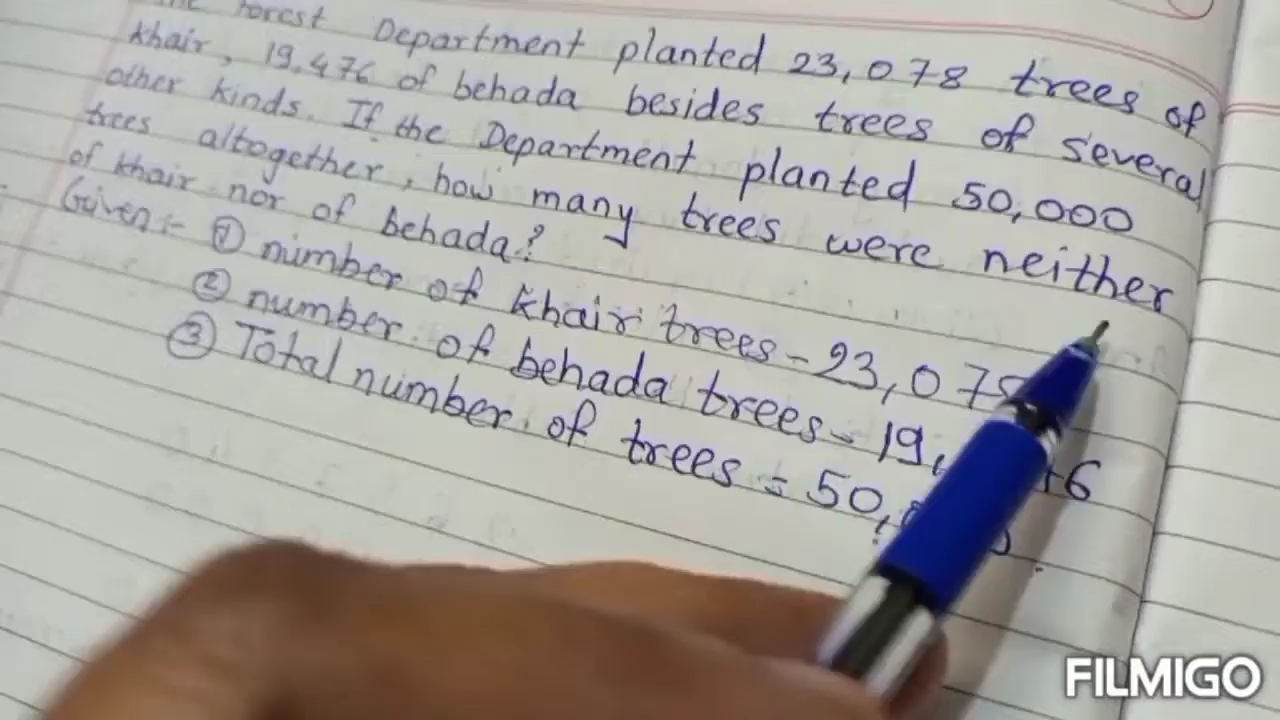 Forest Department planted 23,078 trees of
khair, 19,476 of behada besides trees of several
other kinds. If the Department planted 50,000
trees altogether, how many trees were neither
of khair nor of behada?
Given :- ① number of khair trees - 23,078
② number of behada trees - 19,
③ Total number of trees = 50,
FILMIGO